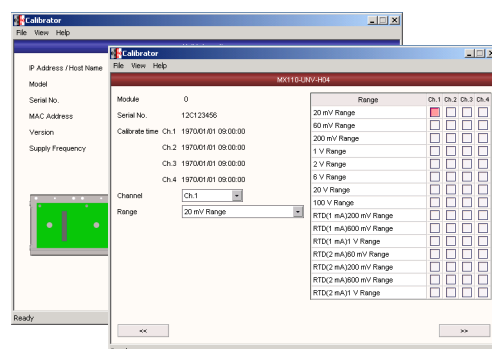 Calibrator
File View Help
IP Address / Host Name
Model
Serial No.
MAC Address
Version
Supply Frequency
Ready
Calibrator
File View Help
MX110-UNV-H04
Module 0
Serial No. 12C123456
Calibrate time Ch.1 1970/01/01 09:00:00
Ch.2 1970/01/01 09:00:00
Ch.3 1970/01/01 09:00:00
Ch.4 1970/01/01 09:00:00
Channel Ch.1
Range 20 mV Range
<<
Range Ch.1 Ch.2 Ch.3 Ch.4
20 mV Range
60 mV Range
200 mV Range
1 V Range
2 V Range
6 V Range
20 V Range
100 V Range
RTD(1 mA)200 mV Range
RTD(1 mA)600 mV Range
RTD(1 mA)1 V Range
RTD(2 mA)60 mV Range
RTD(2 mA)200 mV Range
RTD(2 mA)600 mV Range
RTD(2 mA)1 V Range
>>